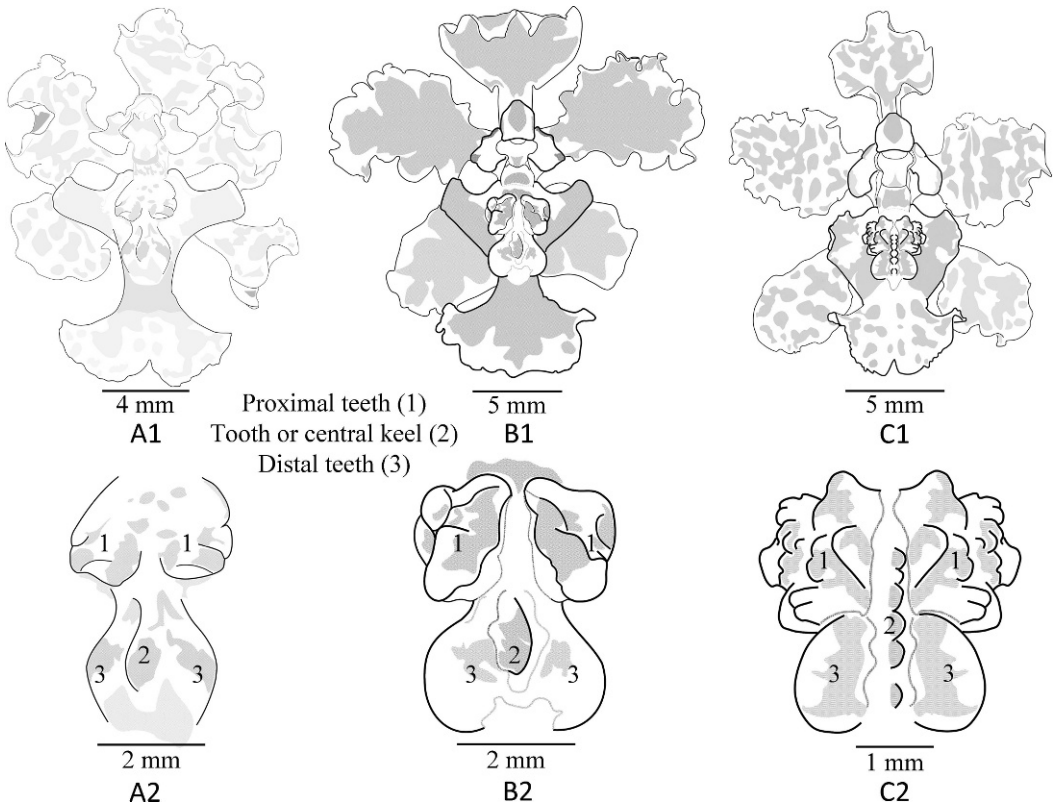 4 mm
A1
5 mm
B1
5 mm
C1
Proximal teeth (1)
Tooth or central keel (2)
Distal teeth (3)
1 1
2
3 3
2 mm
A2
1 1
2
3 3
2 mm
B2
1 1
2
3 3
1 mm
C2